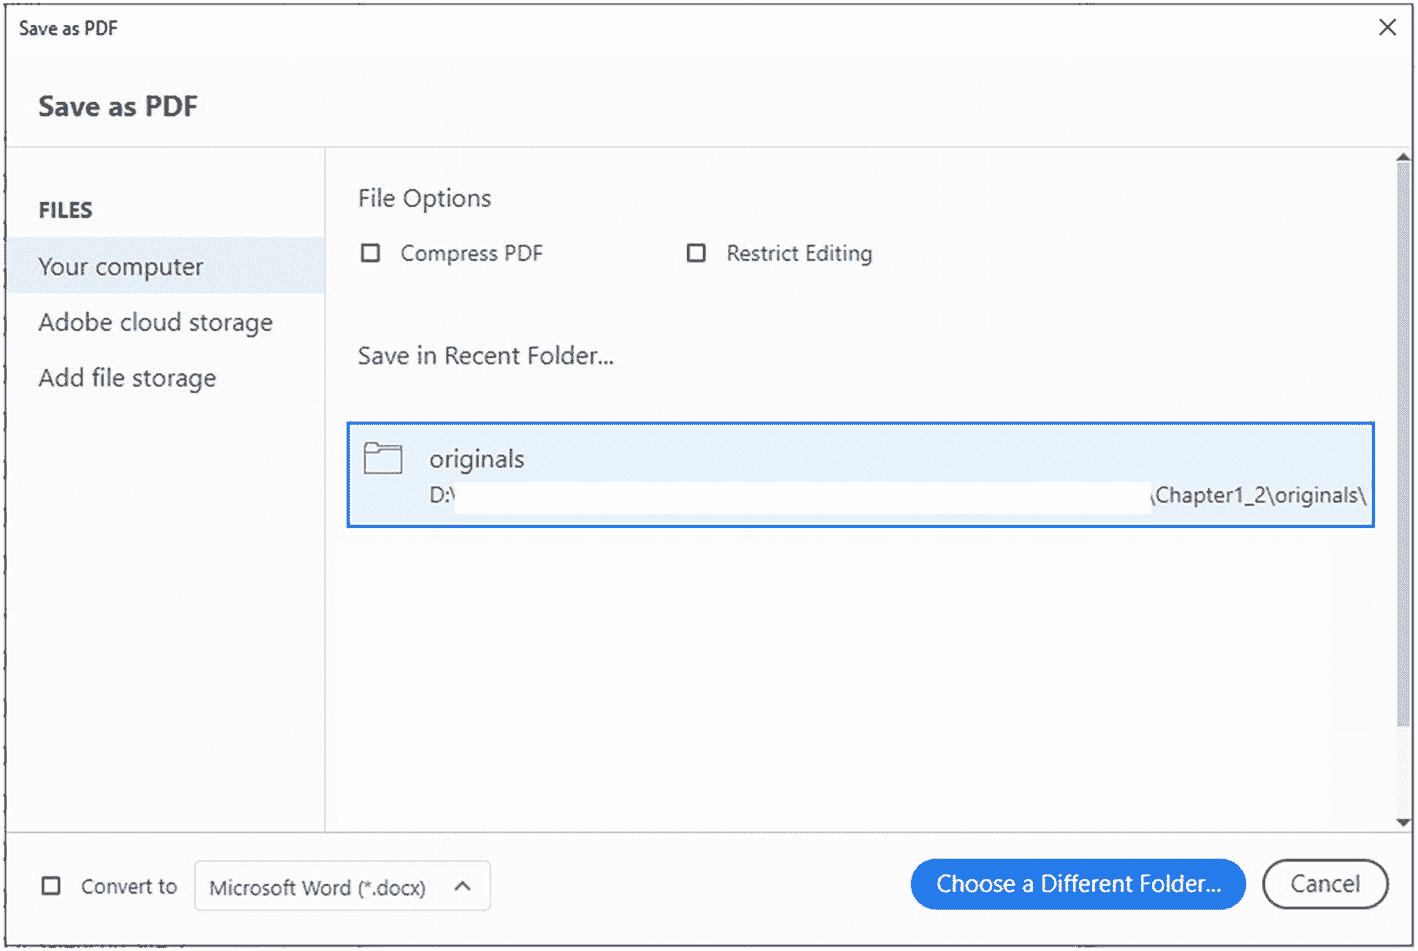 Save as PDF
Save as PDF
FILES
Your computer
Adobe cloud storage
Add file storage
File Options
Compress PDF
Restrict Editing
Save in Recent Folder...
originals
D:\ \Chapter1_2\originals\
Convert to
Microsoft Word (*.docx)
Choose a Different Folder...
Cancel